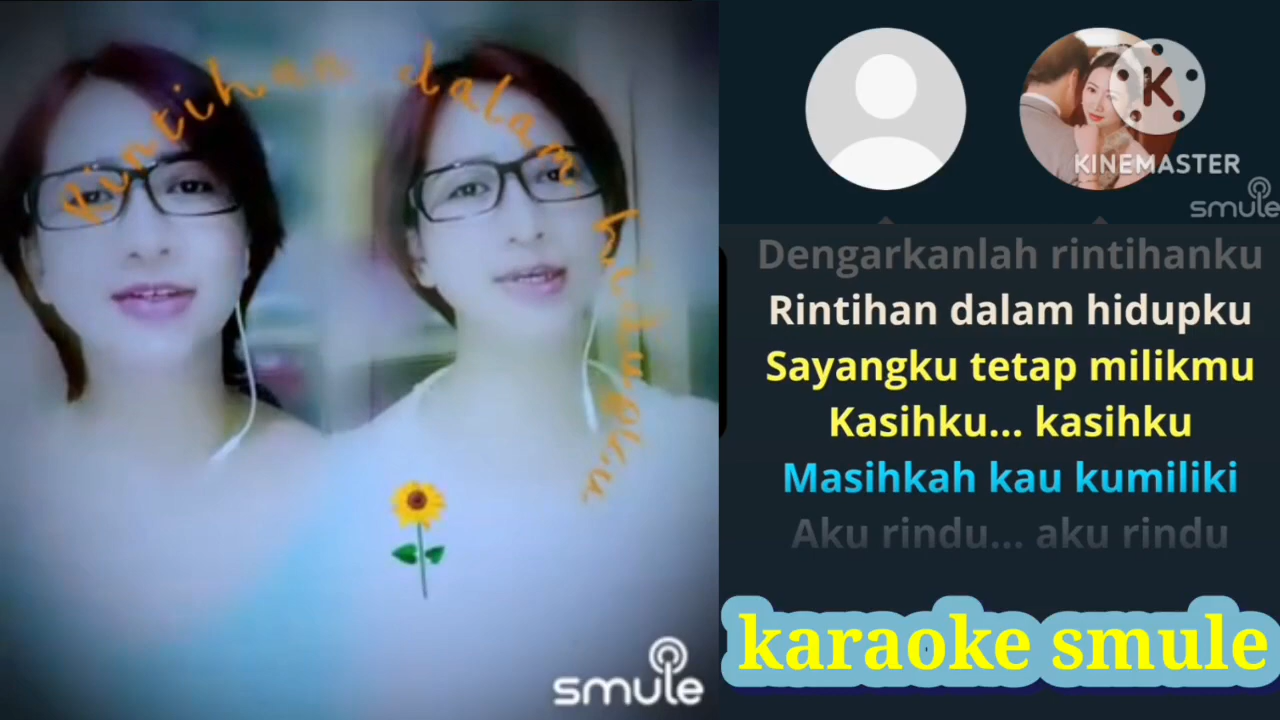 Rintihan dalam hidupku
smule
K
KINEMASTER
smule
Dengarkanlah rintihanku
Rintihan dalam hidupku
Sayangku tetap milikmu
Kasihku... kasihku
Masihkah kau kumiliki
Aku rindu... aku rindu
karaoke smule